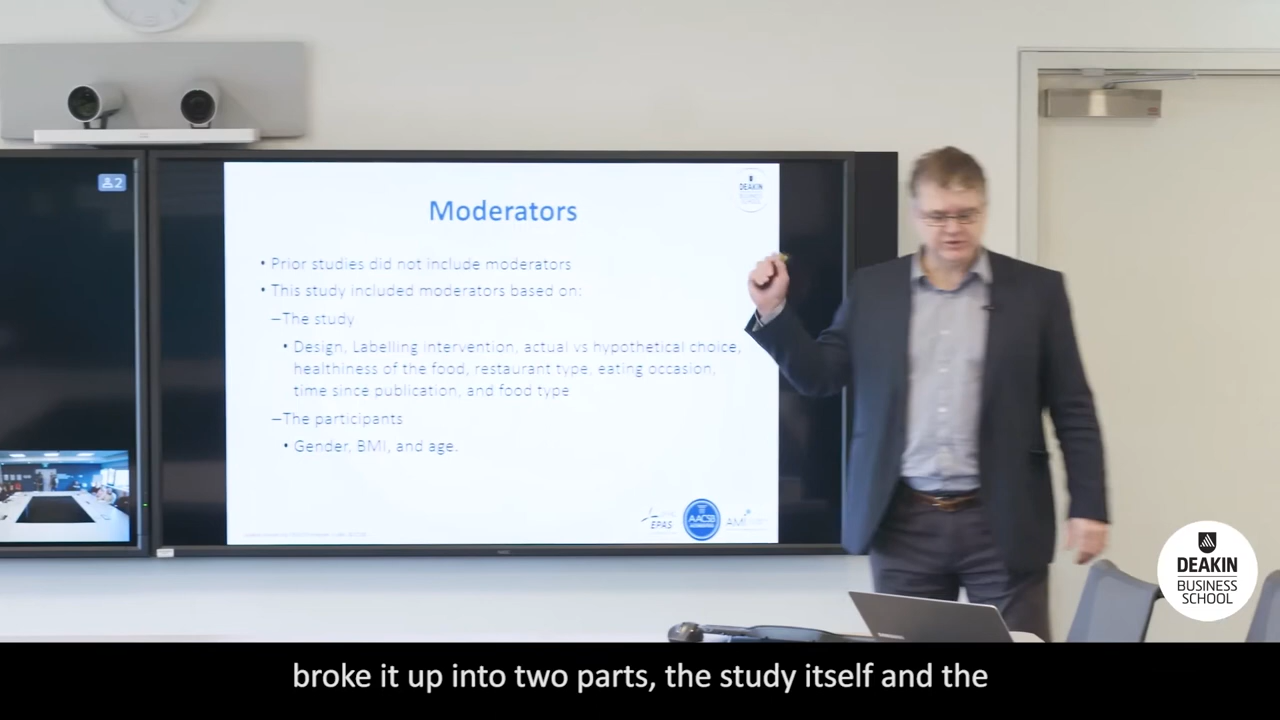 2
DEAKIN
BUSINESS
SCHOOL
Moderators
• Prior studies did not include moderators
• This study included moderators based on:
–The study
• Design, Labelling intervention, actual vs hypothetical choice,
healthiness of the food, restaurant type, eating occasion,
time since publication, and food type
–The participants
• Gender, BMI, and age.
EPAS
AACSB
DEAKIN
BUSINESS
SCHOOL
broke it up into two parts, the study itself and the